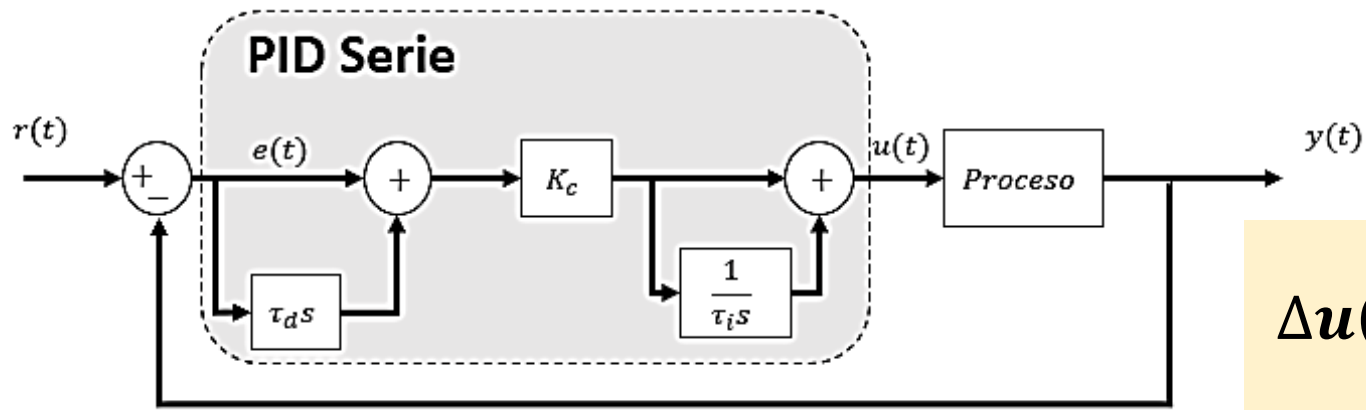 PID Serie
r(t)
e(t)
u(t)
y(t)
+
−
+
K_c
+
Proceso
τ_d s
1
τ_i s
Δu(